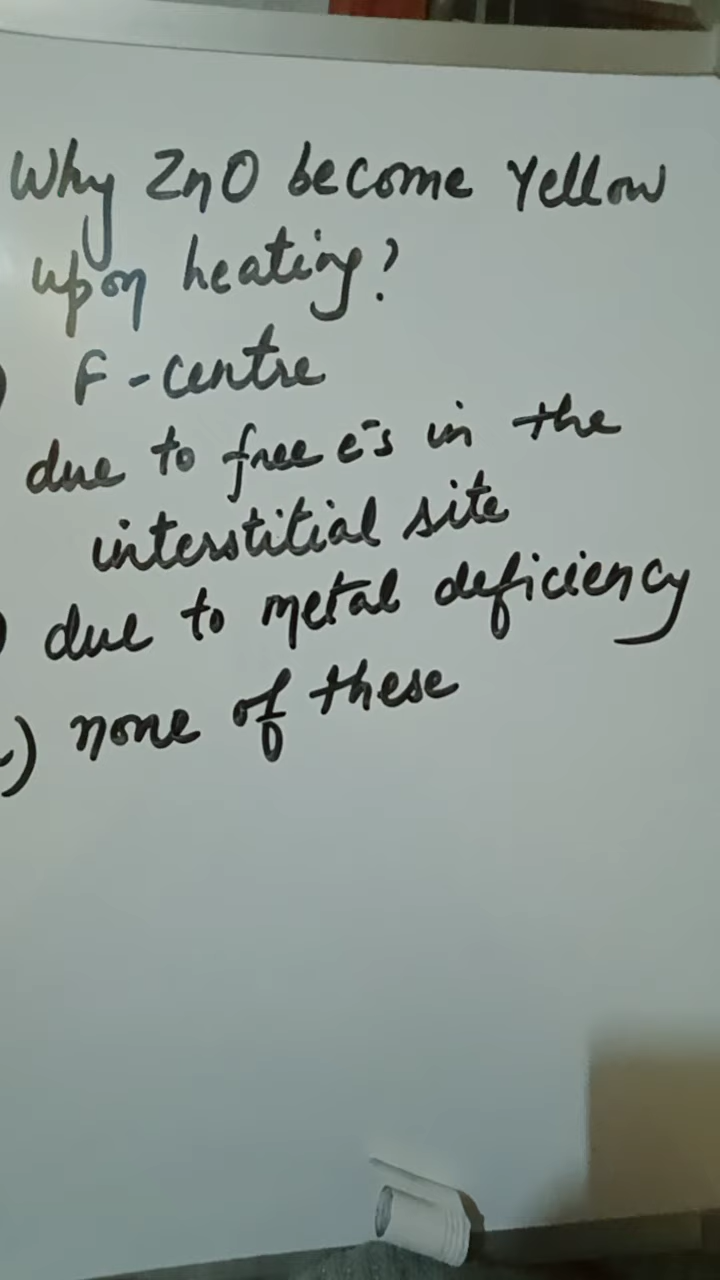 Why ZnO become Yellow
upon heating?
) F-centre
due to free e⁻s in the
interstitial site
) due to metal deficiency
) none of these